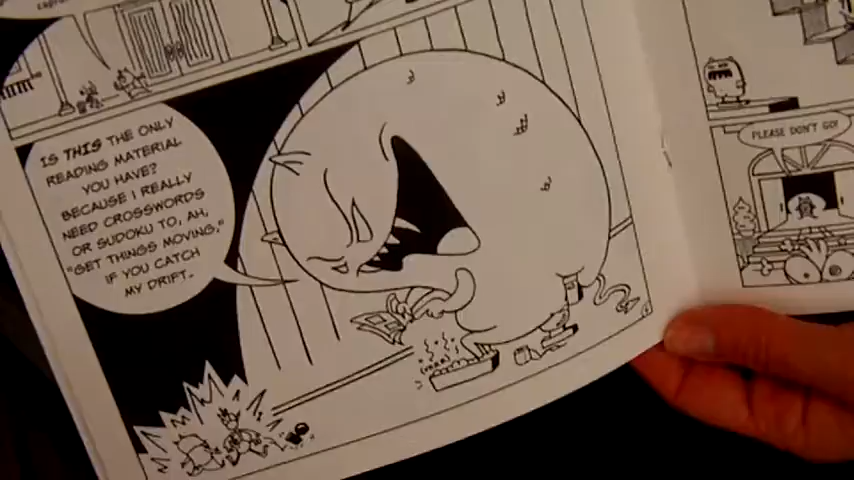 IS THIS THE ONLY
READING MATERIAL
YOU HAVE?
BECAUSE I REALLY
NEED CROSSWORDS
OR SUDOKU TO, AH,
"GET THINGS MOVING,"
IF YOU CATCH
MY DRIFT.
PLEASE DON'T GO!